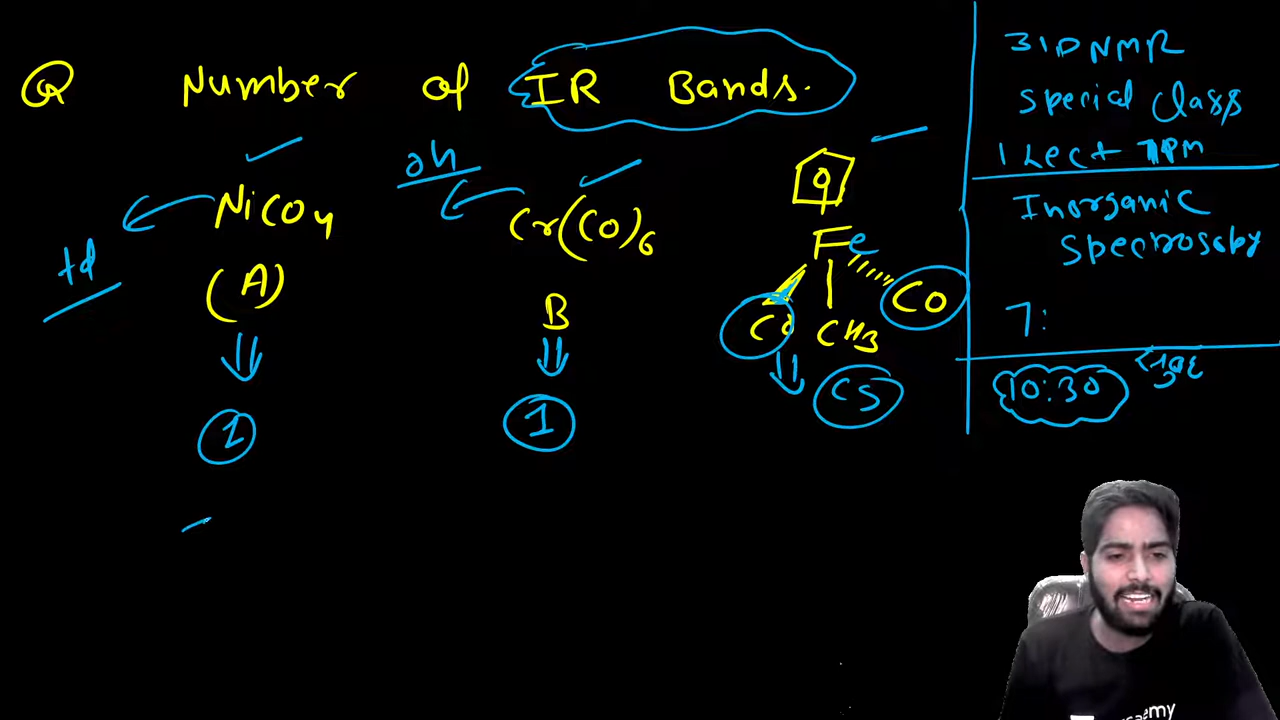 Q Number of IR Bands.
NiCO4
td
(A)
1
oh
Cr(CO)6
B
1
Fe
CO CH3 CO
CS
31P NMR
Special Class
1 Lect 7PM
Inorganic
Spectroscopy
7:
10:30